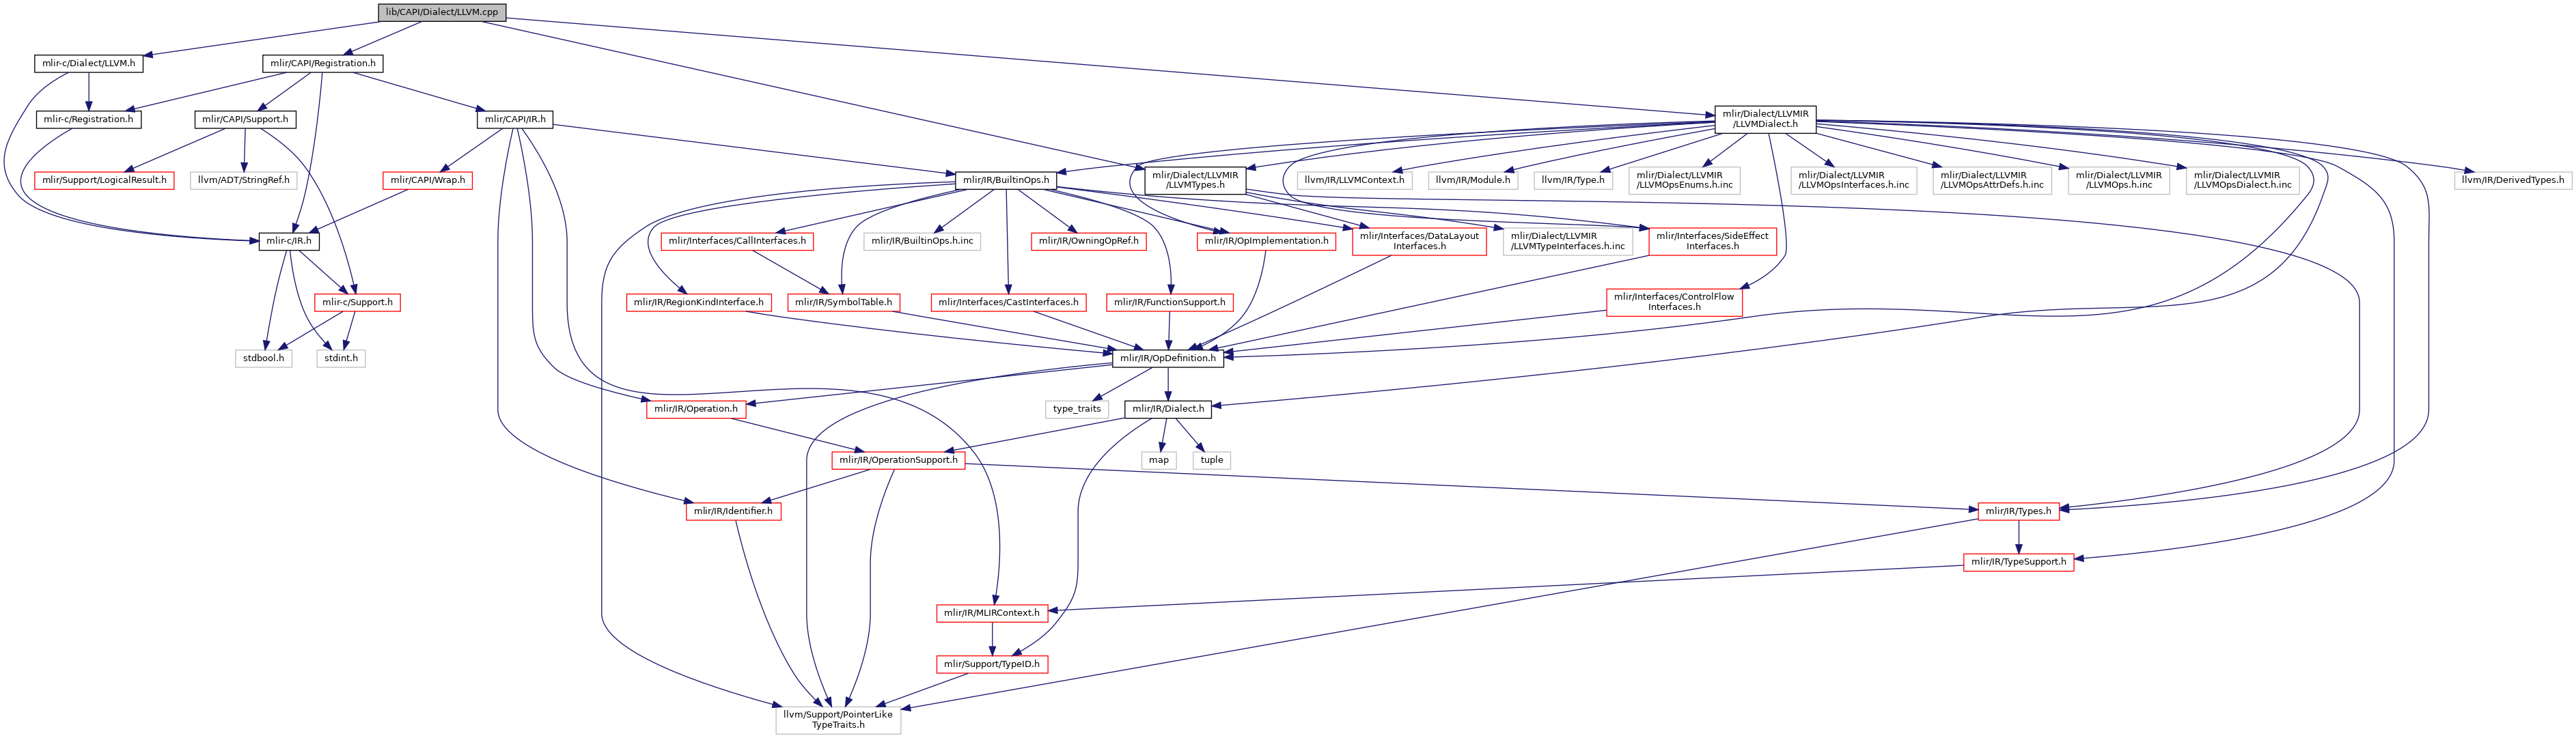 lib/CAPI/Dialect/LLVM.cpp
mlir-c/Dialect/LLVM.h
mlir/CAPI/Registration.h
mlir-c/Registration.h
mlir/CAPI/Support.h
mlir/CAPI/IR.h
mlir/Dialect/LLVMIR
/LLVMDialect.h
mlir/Support/LogicalResult.h
llvm/ADT/StringRef.h
mlir/CAPI/Wrap.h
mlir/IR/BuiltinOps.h
mlir/Dialect/LLVMIR
/LLVMTypes.h
llvm/IR/LLVMContext.h
llvm/IR/Module.h
llvm/IR/Type.h
mlir/Dialect/LLVMIR
/LLVMOpsEnums.h.inc
mlir/Dialect/LLVMIR
/LLVMOpsInterfaces.h.inc
mlir/Dialect/LLVMIR
/LLVMOpsAttrDefs.h.inc
mlir/Dialect/LLVMIR
/LLVMOps.h.inc
mlir/Dialect/LLVMIR
/LLVMOpsDialect.h.inc
llvm/IR/DerivedTypes.h
mlir-c/IR.h
mlir/Interfaces/CallInterfaces.h
mlir/IR/BuiltinOps.h.inc
mlir/IR/OwningOpRef.h
mlir/IR/OpImplementation.h
mlir/Interfaces/DataLayout
Interfaces.h
mlir/Dialect/LLVMIR
/LLVMTypeInterfaces.h.inc
mlir/Interfaces/SideEffect
Interfaces.h
mlir-c/Support.h
mlir/IR/RegionKindInterface.h
mlir/IR/SymbolTable.h
mlir/Interfaces/CastInterfaces.h
mlir/IR/FunctionSupport.h
mlir/Interfaces/ControlFlow
Interfaces.h
stdbool.h
stdint.h
mlir/IR/OpDefinition.h
mlir/IR/Operation.h
type_traits
mlir/IR/Dialect.h
mlir/IR/OperationSupport.h
map
tuple
mlir/IR/Identifier.h
mlir/IR/Types.h
mlir/IR/TypeSupport.h
mlir/IR/MLIRContext.h
mlir/Support/TypeID.h
llvm/Support/PointerLike
TypeTraits.h